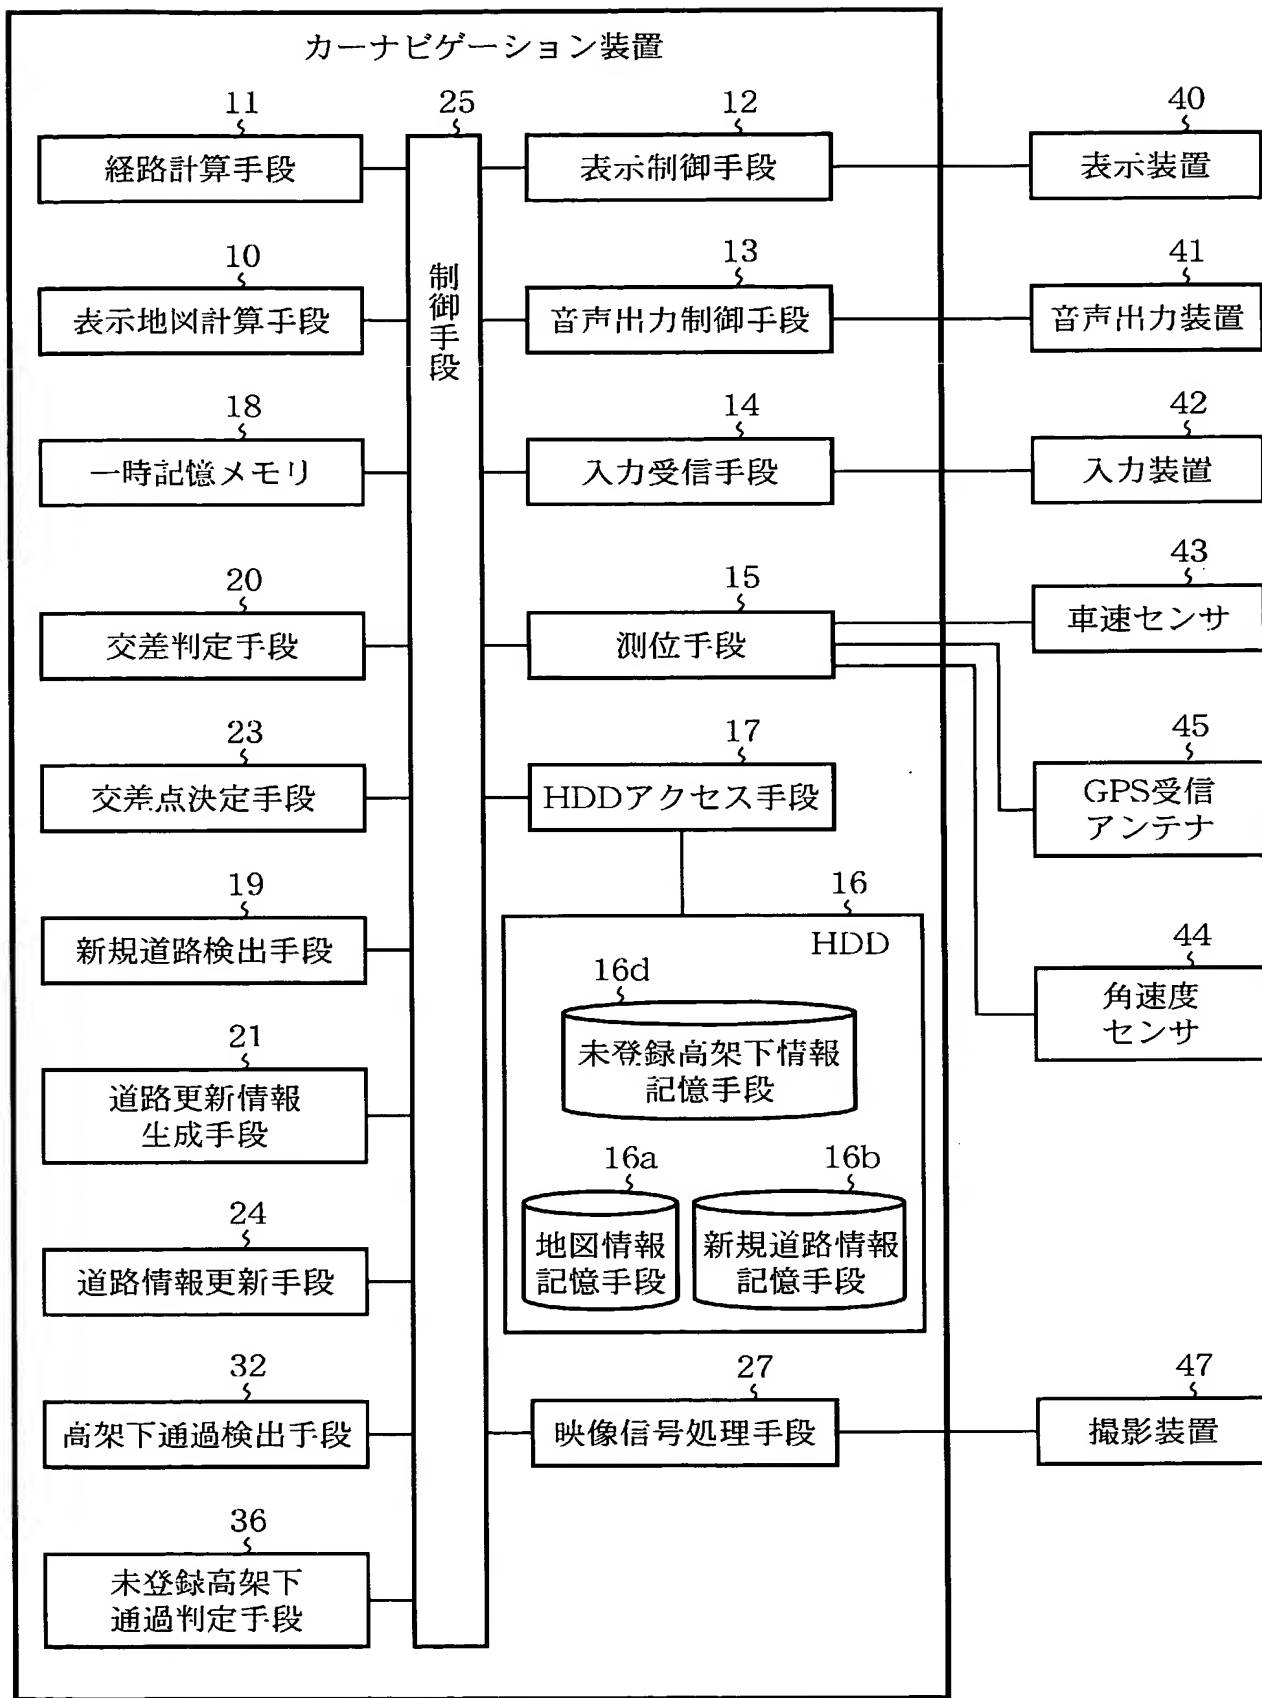 カーナビゲーション装置
11
経路計算手段
25
制御手段
12
表示制御手段
40
表示装置
10
表示地図計算手段
13
音声出力制御手段
41
音声出力装置
18
一時記憶メモリ
14
入力受信手段
42
入力装置
20
交差判定手段
15
測位手段
43
車速センサ
23
交差点決定手段
17
HDDアクセス手段
45
GPS受信
アンテナ
19
新規道路検出手段
16
HDD
16d
未登録高架下情報
記憶手段
44
角速度
センサ
21
道路更新情報
生成手段
16a
地図情報
記憶手段
16b
新規道路情報
記憶手段
24
道路情報更新手段
32
高架下通過検出手段
27
映像信号処理手段
47
撮影装置
36
未登録高架下
通過判定手段